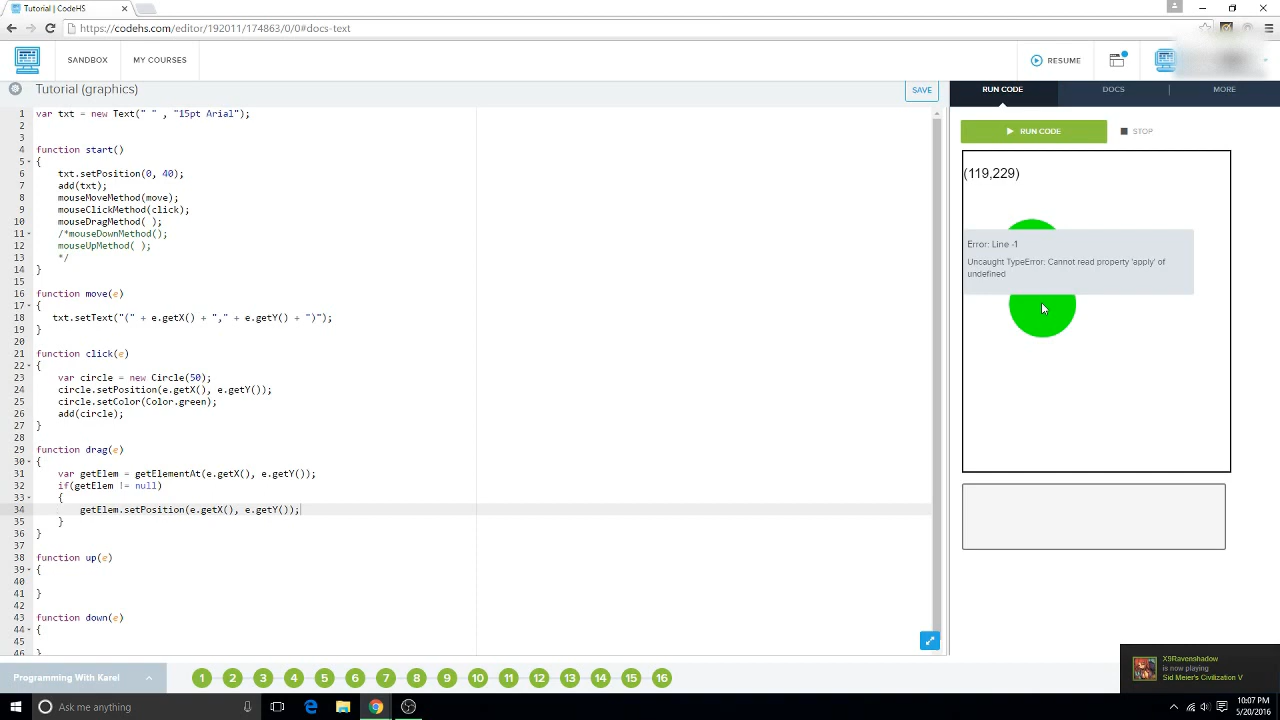 Tutorial | CodeHS
https://codehs.com/editor/192011/174863/0/0#docs-text
SANDBOX
MY COURSES
RESUME
Tutorial (graphics)
SAVE
RUN CODE
DOCS
MORE
RUN CODE
STOP
1 var txt = new Text(" " , "15pt Arial");
2
3
4 function start()
5 {
6 txt.setPosition(0, 40);
7 add(txt);
8 mouseMoveMethod(move);
9 mouseClickMethod(click);
10 mouseDragMethod( );
11 /*mouseDownMethod();
12 mouseUpMethod( );
13 */
14 }
15
16 function move(e)
17 {
18 txt.setText("(" + e.getX() + "," + e.getY() + ")");
19 }
20
21 function click(e)
22 {
23 var circle = new Circle(50);
24 circle.setPosition(e.getX(), e.getY());
25 circle.setColor(Color.green);
26 add(circle);
27 }
28
29 function drag(e)
30 {
31 var getElem = getElementAt(e.getX(), e.getY());
32 if(getElem != null)
33 {
34 getElem.setPosition(e.getX(), e.getY());
35 }
36 }
37
38 function up(e)
39 {
40
41 }
42
43 function down(e)
44 {
45
46 }
(119,229)
Error: Line -1
Uncaught TypeError: Cannot read property 'apply' of
undefined
Programming With Karel
1 2 3 4 5 6 7 8 9 10 11 12 13 14 15 16
X9Ravenshadow
is now playing
Sid Meier's Civilization V
Ask me anything
10:07 PM
5/20/2016